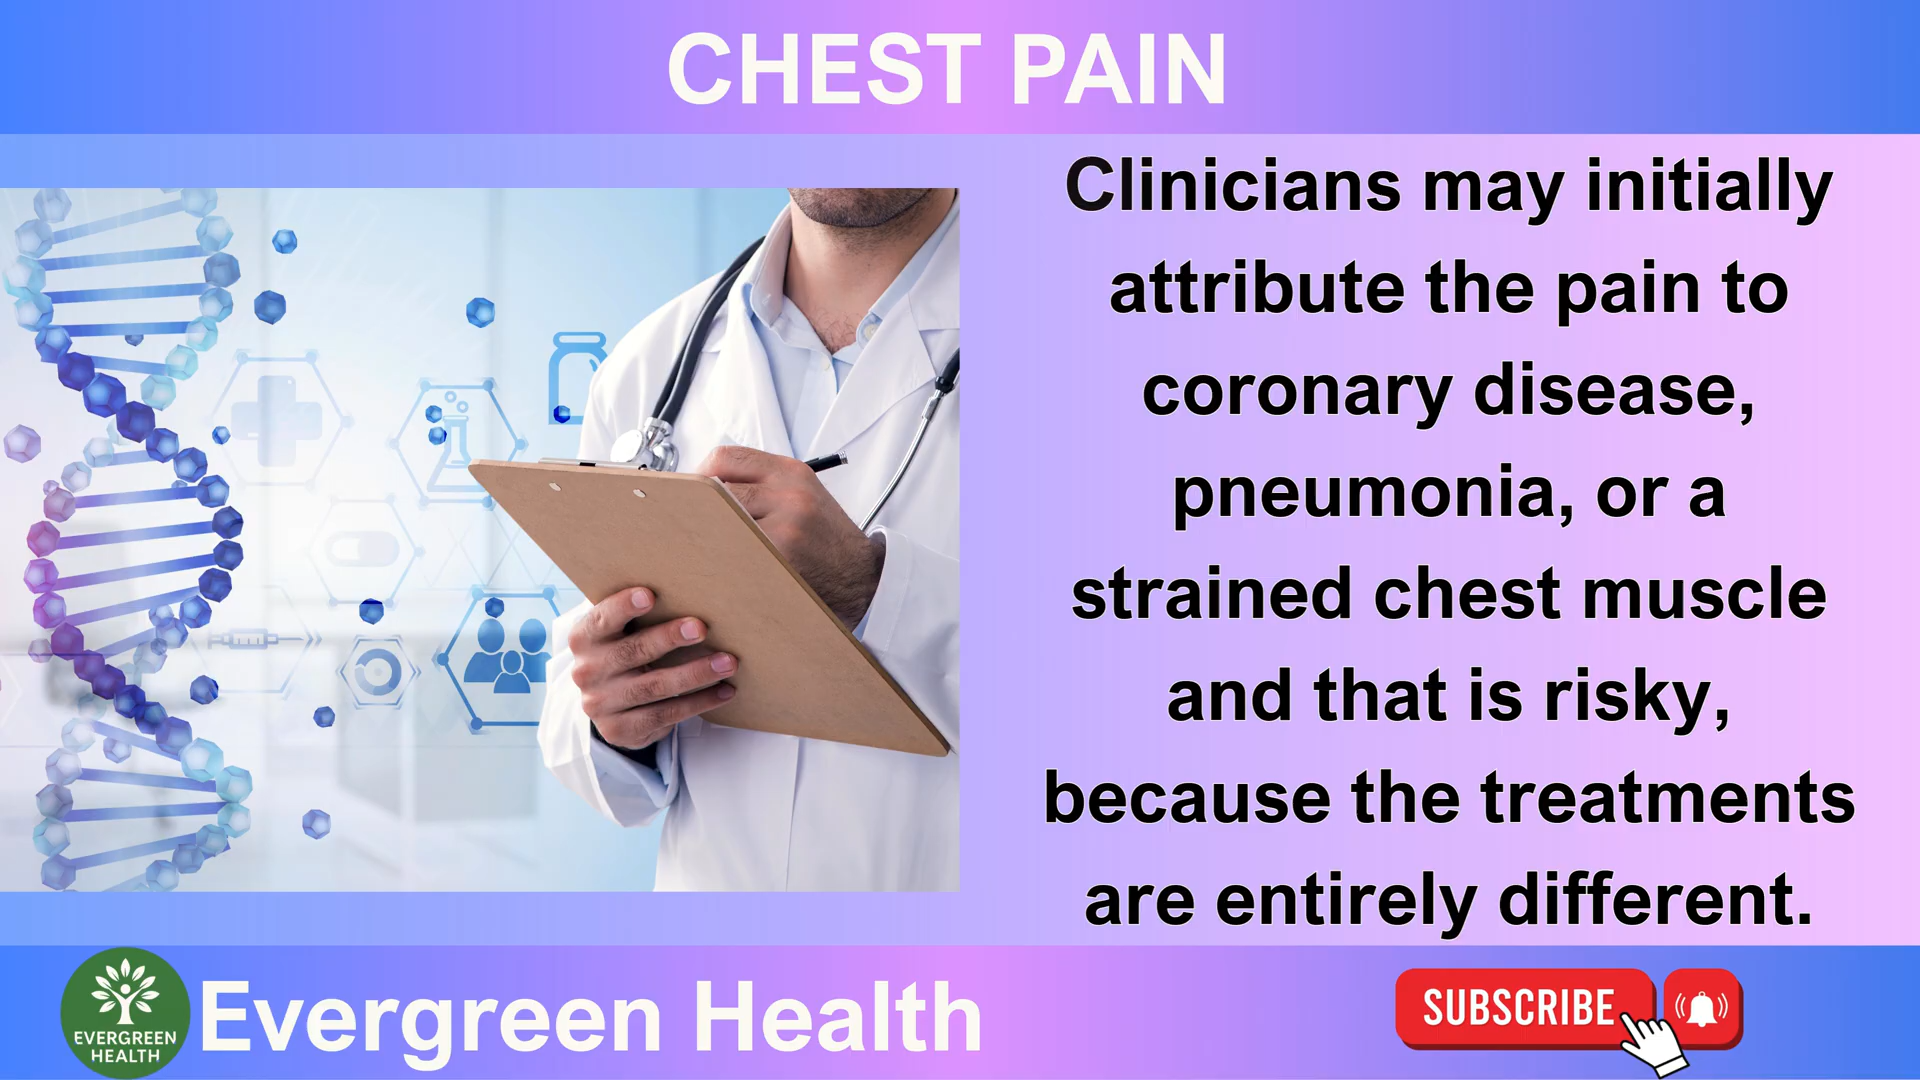 CHEST PAIN
Clinicians may initially
attribute the pain to
coronary disease,
pneumonia, or a
strained chest muscle
and that is risky,
because the treatments
are entirely different.
EVERGREEN
HEALTH
Evergreen Health
SUBSCRIBE